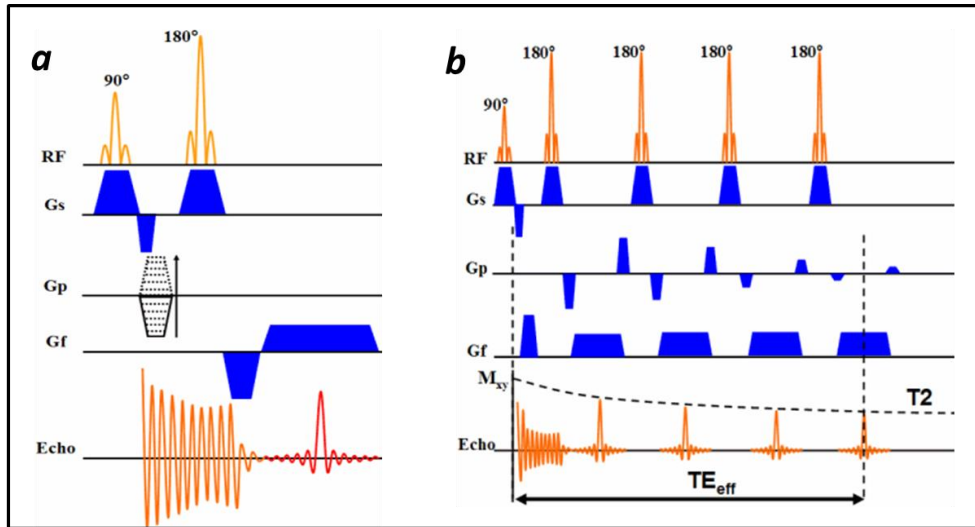 a
180°
90°
RF
Gs
Gp
Gf
Echo
b
180° 180° 180° 180°
90°
RF
Gs
Gp
Gf
Mxy
T2
Echo
TEeff